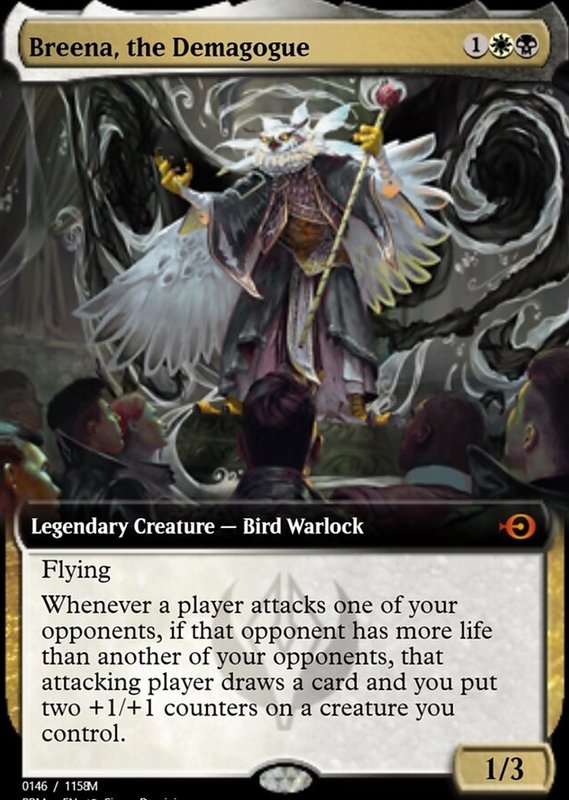 Breena, the Demagogue 1
Legendary Creature — Bird Warlock
Flying
Whenever a player attacks one of your
opponents, if that opponent has more life
than another of your opponents, that
attacking player draws a card and you put
two +1/+1 counters on a creature you
control.
1/3
0146 / 1158M